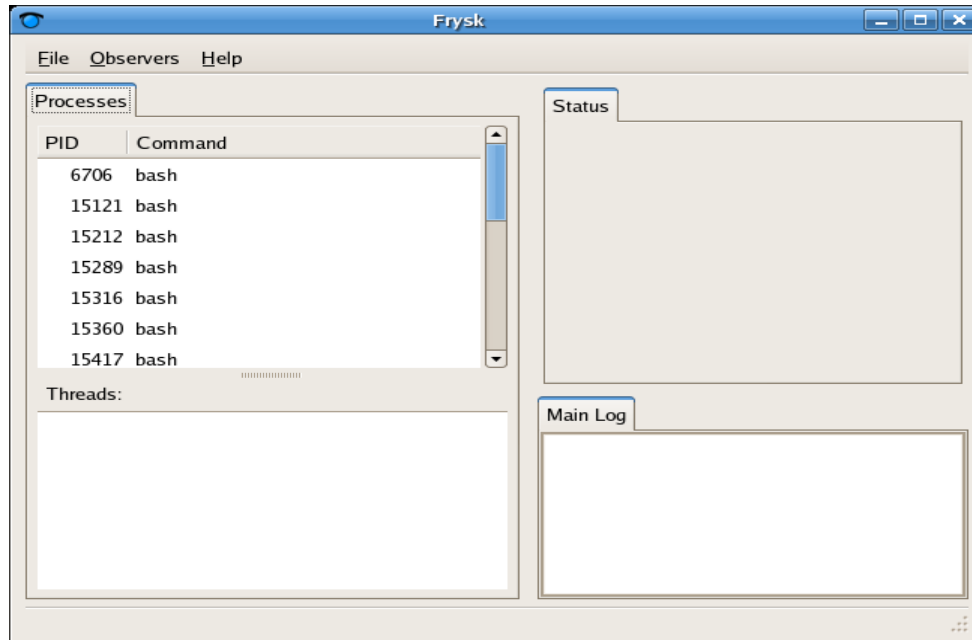 Frysk
File Observers Help
Processes
PID Command
6706 bash
15121 bash
15212 bash
15289 bash
15316 bash
15360 bash
15417 bash
Threads:
Status
Main Log